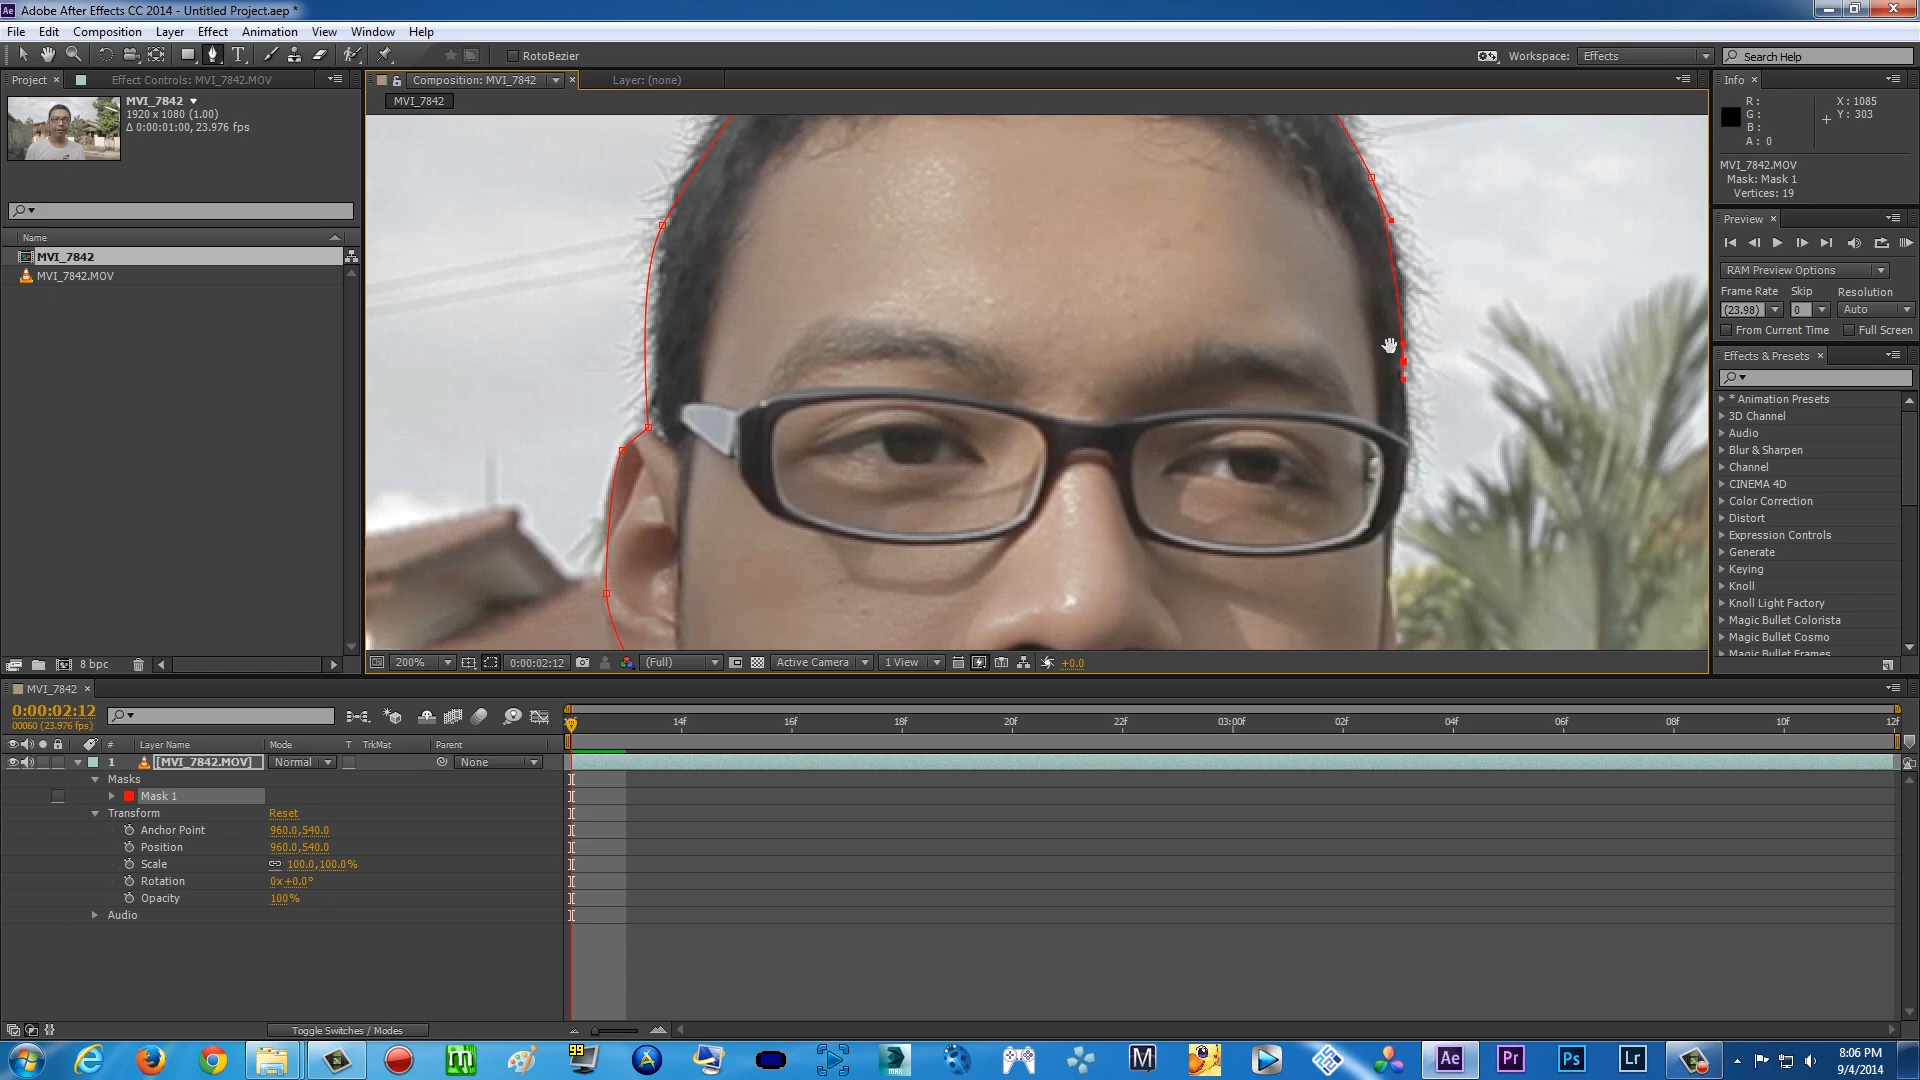 Adobe After Effects CC 2014 - Untitled Project.aep *
File Edit Composition Layer Effect Animation View Window Help
RotoBezier
Workspace: Effects
Search Help
Project
Effect Controls: MVI_7842.MOV
Composition: MVI_7842
Layer: (none)
MVI_7842
MVI_7842
1920 x 1080 (1.00)
Δ 0:00:01:00, 23.976 fps
Name
MVI_7842
MVI_7842.MOV
8 bpc
200%
0:00:02:12
(Full)
Active Camera
1 View
+0.0
Info
R :
G :
B :
A : 0
X : 1085
Y : 303
MVI_7842.MOV
Mask: Mask 1
Vertices: 19
Preview
RAM Preview Options
Frame Rate Skip Resolution
(23.98) 0 Auto
From Current Time Full Screen
Effects & Presets
* Animation Presets
3D Channel
Audio
Blur & Sharpen
Channel
CINEMA 4D
Color Correction
Distort
Expression Controls
Generate
Keying
Knoll
Knoll Light Factory
Magic Bullet Colorista
Magic Bullet Cosmo
Magic Bullet Frames
MVI_7842
0:00:02:12
00060 (23.976 fps)
# Layer Name Mode T TrkMat Parent
14f 16f 18f 20f 22f 03:00f 02f 04f 06f 08f 10f 12f
1 [MVI_7842.MOV] Normal None
Masks
Mask 1
Transform Reset
Anchor Point 960.0,540.0
Position 960.0,540.0
Scale 100.0,100.0%
Rotation 0x+0.0°
Opacity 100%
Audio
Toggle Switches / Modes
99
MAX
M
Ae
Pr
Ps
Lr
8:06 PM
9/4/2014